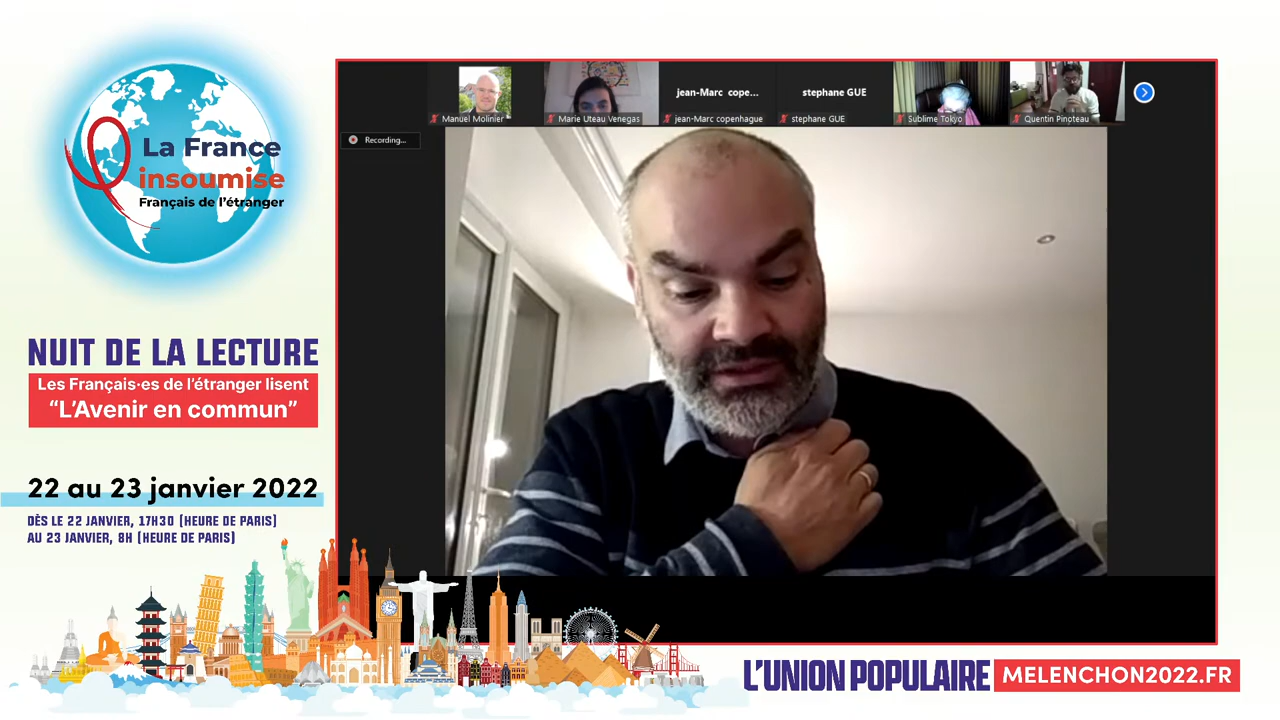 La France
insoumise
Français de l'étranger
NUIT DE LA LECTURE
Les Français·es de l'étranger lisent
“L'Avenir en commun”
22 au 23 janvier 2022
DÈS LE 22 JANVIER, 17H30 (HEURE DE PARIS)
AU 23 JANVIER, 8H (HEURE DE PARIS)
jean-Marc cope...
stephane GUE
Manuel Molinier
Marie Uteau Venegas
jean-Marc copenhague
stephane GUE
Sublime Tokyo
Quentin Pinoteau
Recording...
L'UNION POPULAIRE
MELENCHON2022.FR